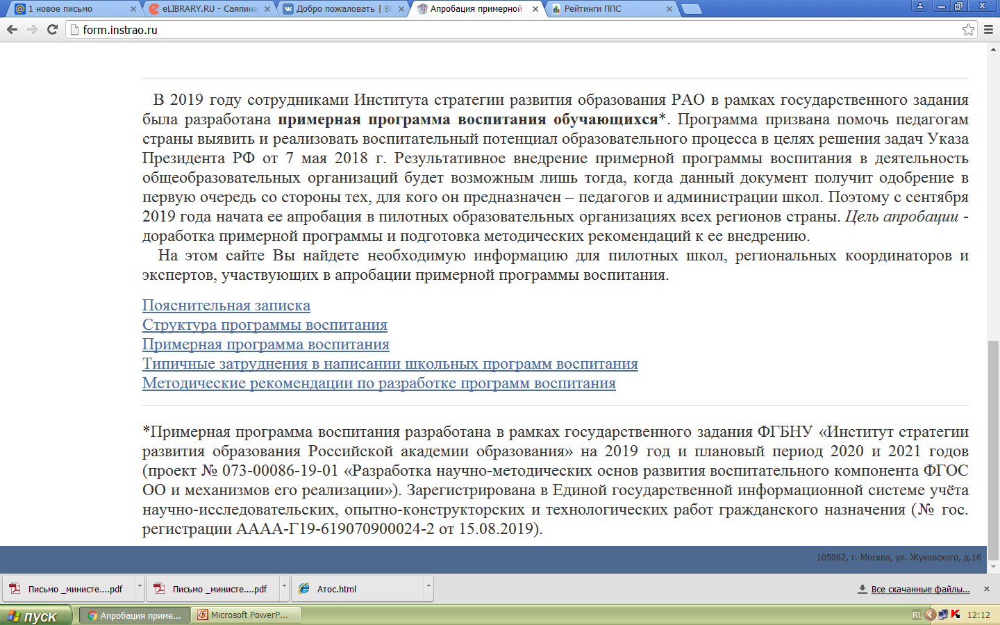 1 новое письмо
eLIBRARY.RU - Саяпина
Добро пожаловать |
Апробация примерной
Рейтинги ППС
form.instrao.ru
В 2019 году сотрудниками Института стратегии развития образования РАО в рамках государственного задания
была разработана примерная программа воспитания обучающихся*. Программа призвана помочь педагогам
страны выявить и реализовать воспитательный потенциал образовательного процесса в целях решения задач Указа
Президента РФ от 7 мая 2018 г. Результативное внедрение примерной программы воспитания в деятельность
общеобразовательных организаций будет возможным лишь тогда, когда данный документ получит одобрение в
первую очередь со стороны тех, для кого он предназначен – педагогов и администрации школ. Поэтому с сентября
2019 года начата ее апробация в пилотных образовательных организациях всех регионов страны. Цель апробации -
доработка примерной программы и подготовка методических рекомендаций к ее внедрению.
На этом сайте Вы найдете необходимую информацию для пилотных школ, региональных координаторов и
экспертов, участвующих в апробации примерной программы воспитания.
Пояснительная записка
Структура программы воспитания
Примерная программа воспитания
Типичные затруднения в написании школьных программ воспитания
Методические рекомендации по разработке программ воспитания
*Примерная программа воспитания разработана в рамках государственного задания ФГБНУ «Институт стратегии
развития образования Российской академии образования» на 2019 год и плановый период 2020 и 2021 годов
(проект № 073-00086-19-01 «Разработка научно-методических основ развития воспитательного компонента ФГОС
ОО и механизмов его реализации»). Зарегистрирована в Единой государственной информационной системе учёта
научно-исследовательских, опытно-конструкторских и технологических работ гражданского назначения (№ гос.
регистрации АААА-Г19-619070900024-2 от 15.08.2019).
105062, г. Москва, ул. Жуковского, д.16
Письмо _министе....pdf
Письмо _министе....pdf
Атос.html
Все скачанные файлы...
пуск
Апробация приме...
Microsoft PowerP...
RU
12:12